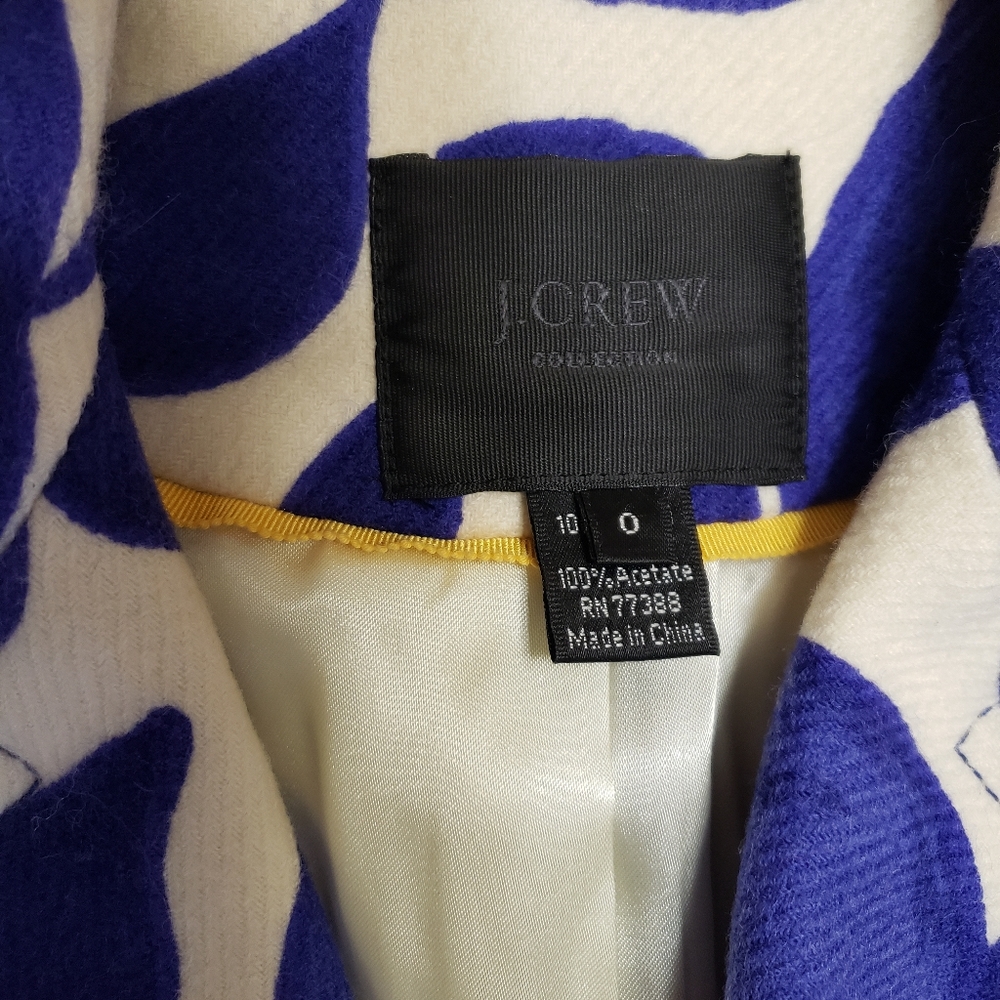 J.CREW
COLLECTION
10
0
100% Acetate
RN 77388
Made in China